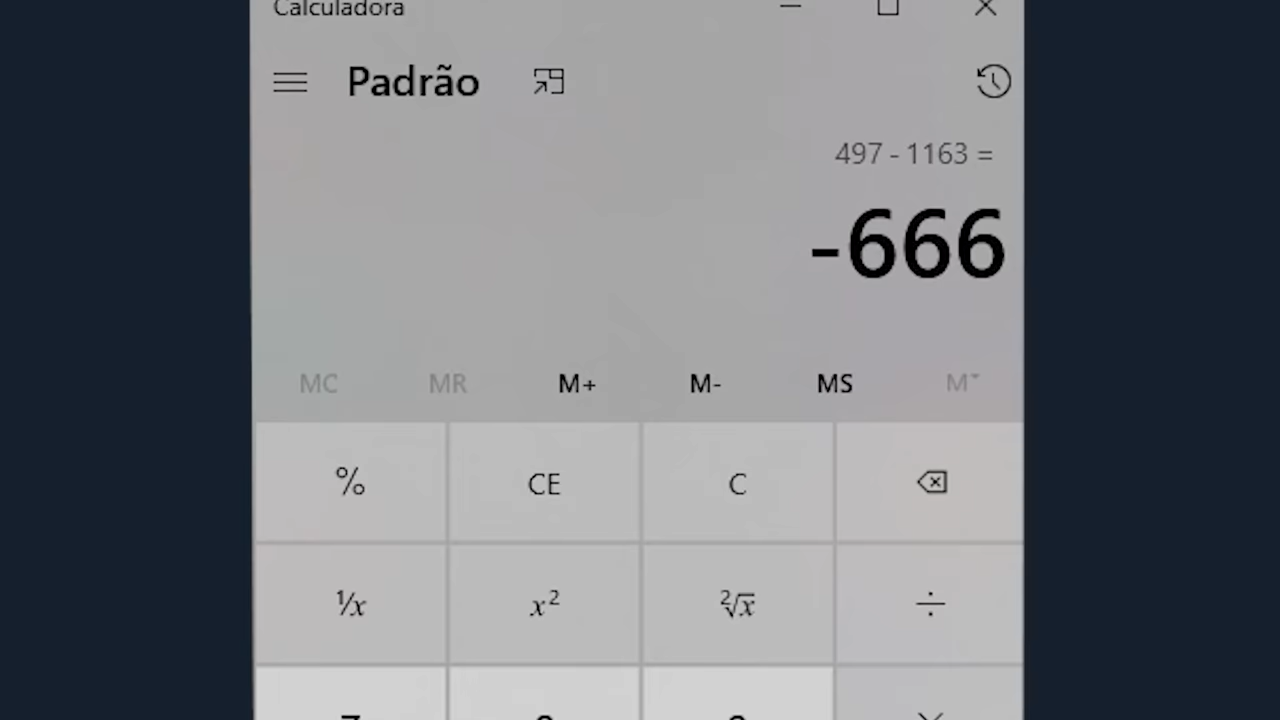 Calculadora
Padrão
497 - 1163 =
-666
MC MR M+ M- MS M˅
% CE C
¹/x x² ²√x ÷